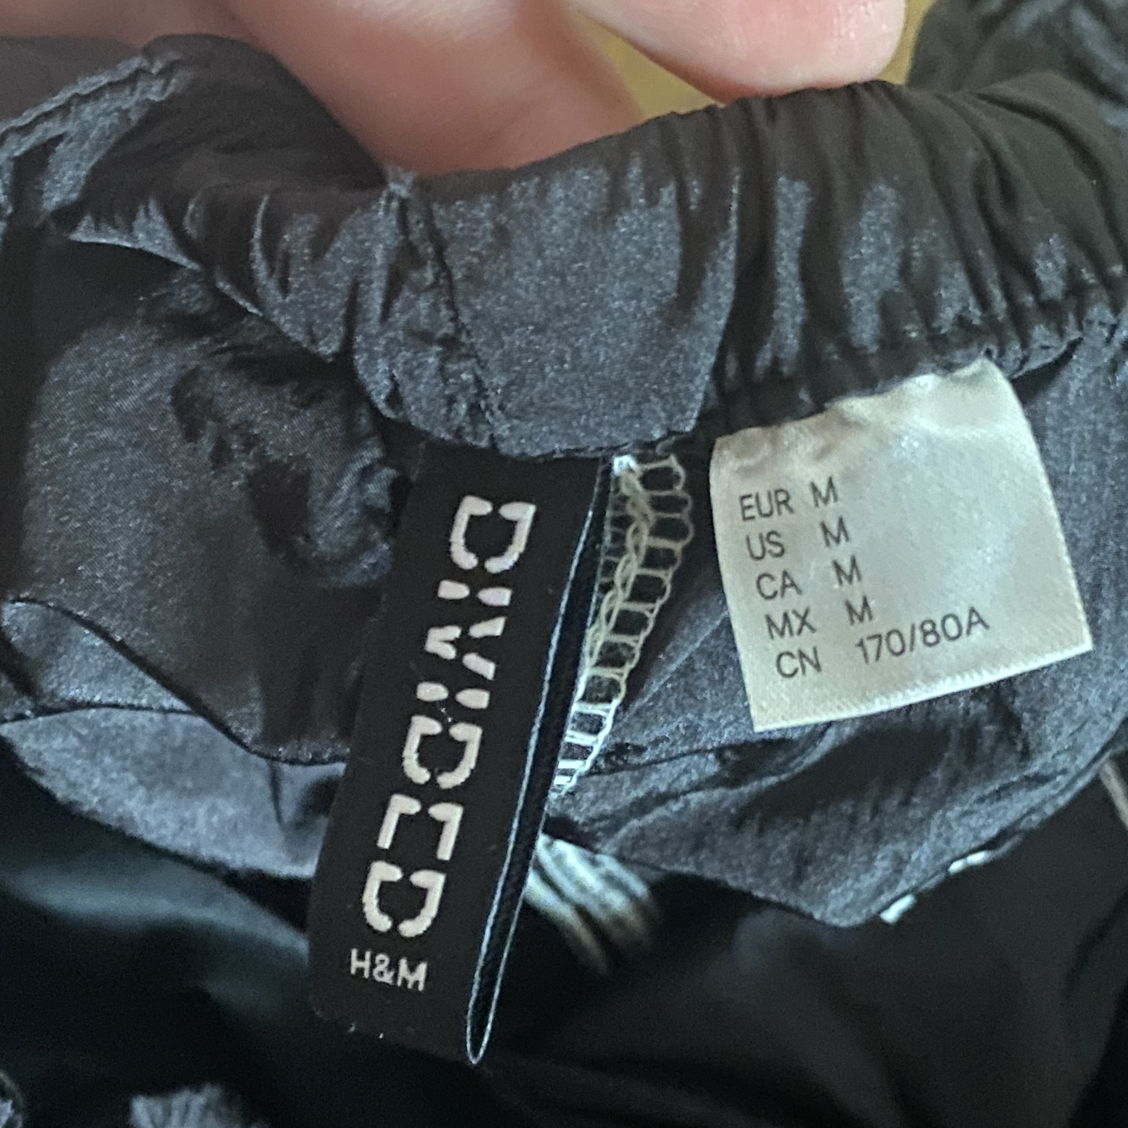 DIVIDED
H&M
EUR M
US M
CA M
MX M
CN 170/80A